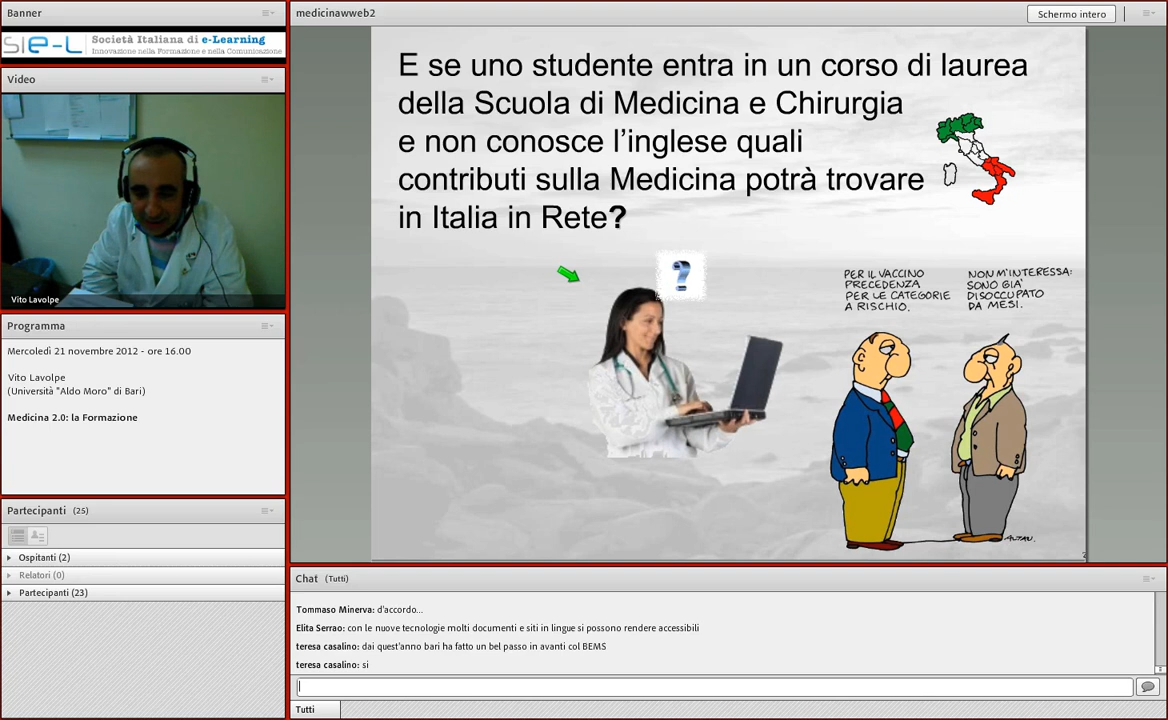 Banner
SIe-L Società Italiana di e-Learning
Innovazione nella Formazione e nella Comunicazione
Video
Vito Lavolpe
Programma
Mercoledì 21 novembre 2012 - ore 16.00
Vito Lavolpe
(Università "Aldo Moro" di Bari)
Medicina 2.0: la Formazione
Partecipanti (25)
Ospitanti (2)
Relatori (0)
Partecipanti (23)
medicinawweb2
Schermo intero
E se uno studente entra in un corso di laurea
della Scuola di Medicina e Chirurgia
e non conosce l'inglese quali
contributi sulla Medicina potrà trovare
in Italia in Rete?
?
PER IL VACCINO
PRECEDENZA
PER LE CATEGORIE
A RISCHIO.
NON M'INTERESSA:
SONO GIA'
DISOCCUPATO
DA MESI.
ALTAN.
2
Chat (Tutti)
Tommaso Minerva: d'accordo...
Elita Serrao: con le nuove tecnologie molti documenti e siti in lingue si possono rendere accessibili
teresa casalino: dai quest'anno bari ha fatto un bel passo in avanti col BEMS
teresa casalino: si
Tutti